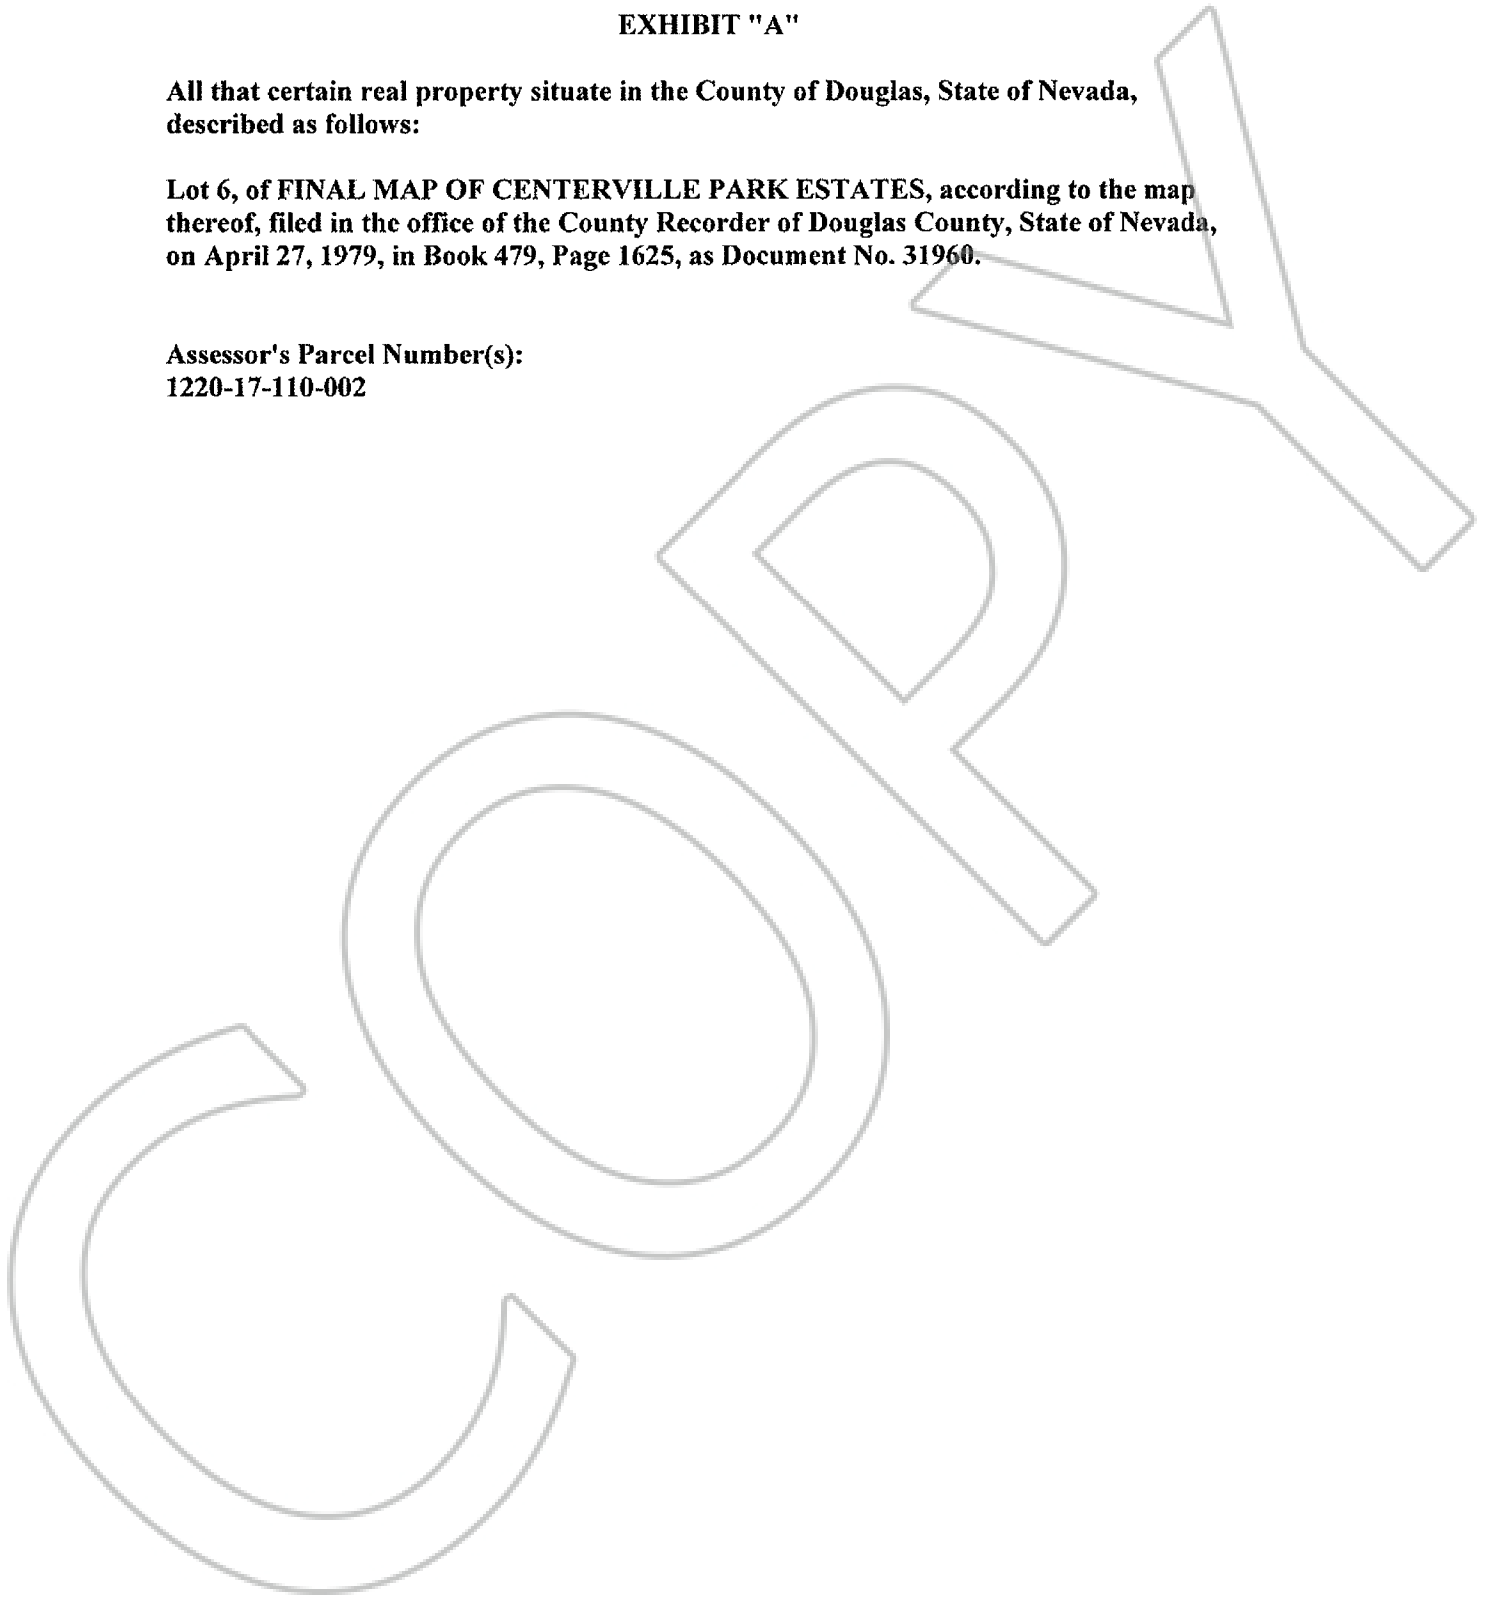 EXHIBIT "A"
All that certain real property situate in the County of Douglas, State of Nevada,
described as follows:
Lot 6, of FINAL MAP OF CENTERVILLE PARK ESTATES, according to the map
thereof, filed in the office of the County Recorder of Douglas County, State of Nevada,
on April 27, 1979, in Book 479, Page 1625, as Document No. 31960.
Assessor's Parcel Number(s):
1220-17-110-002
COPY